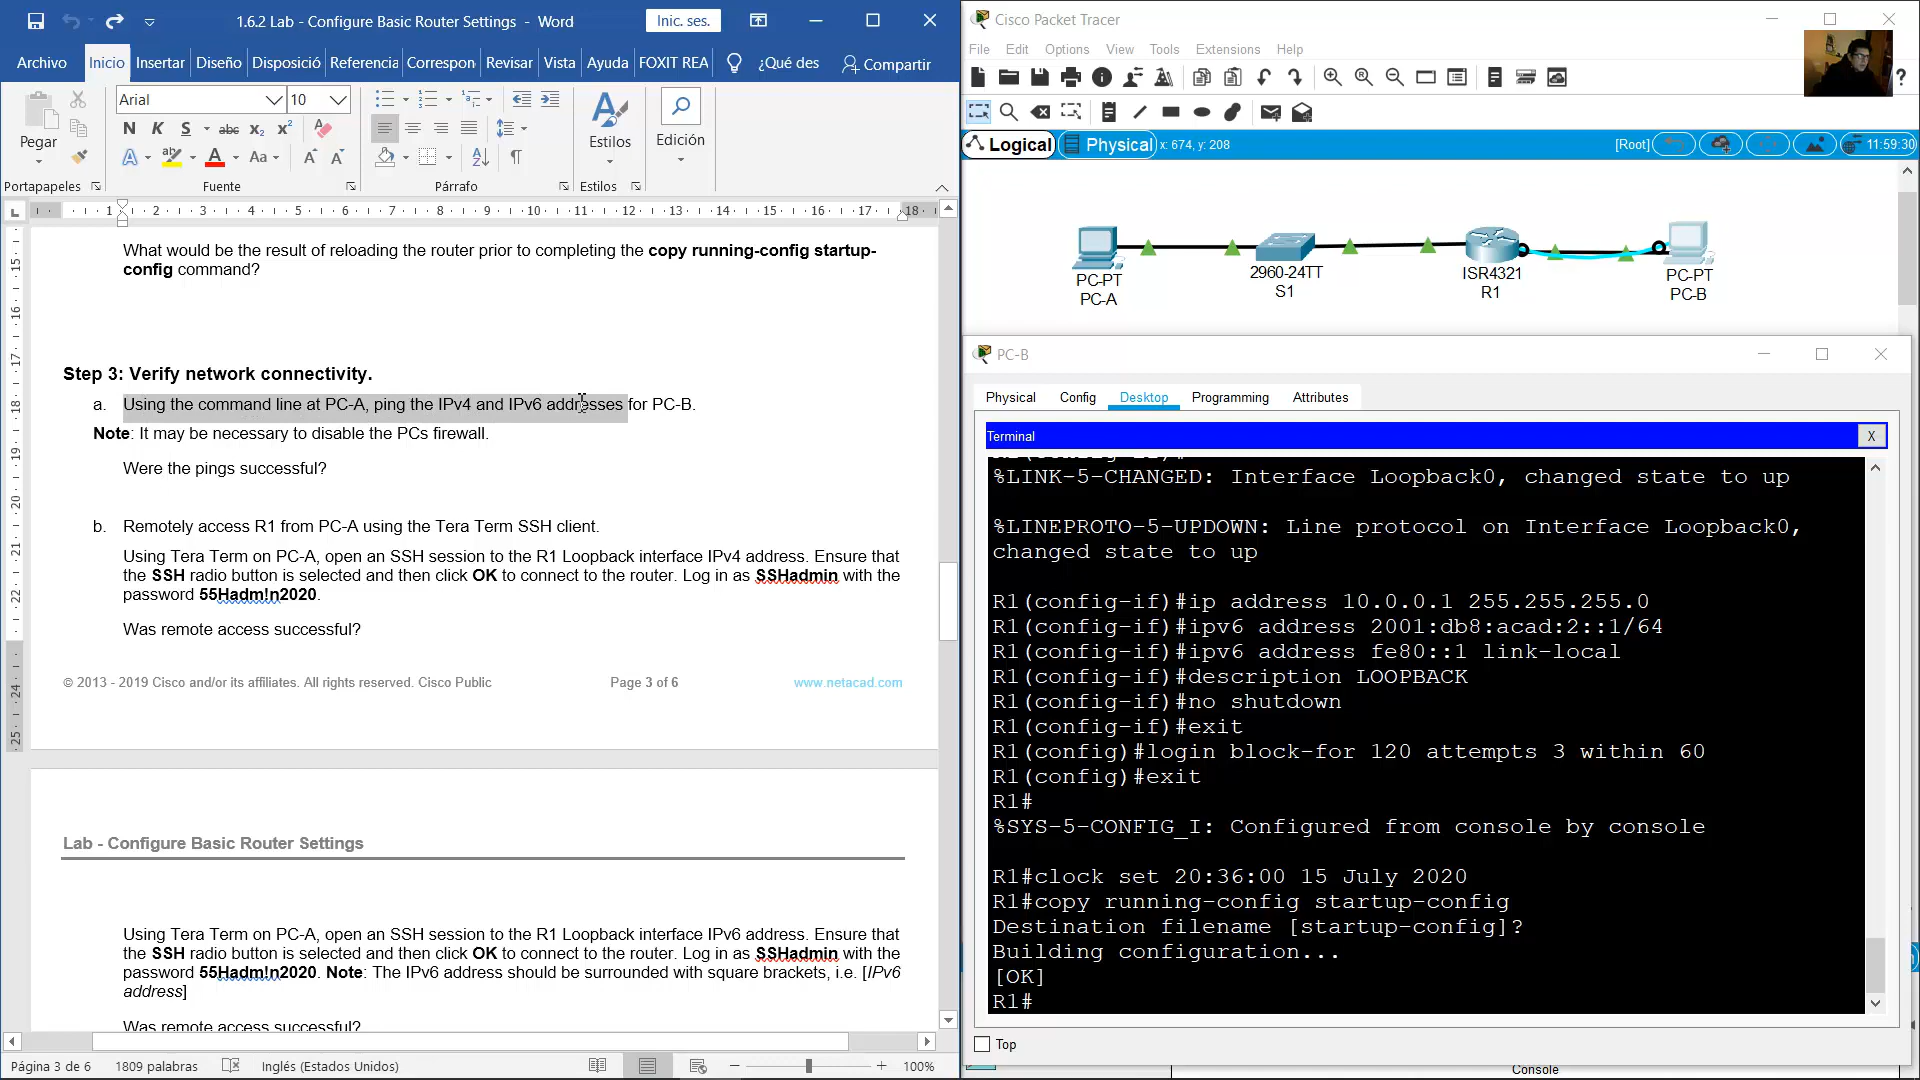 1.6.2 Lab - Configure Basic Router Settings - Word
Inic. ses.
Archivo
Inicio
Insertar
Diseño
Disposició
Referencia
Correspon
Revisar
Vista
Ayuda
FOXIT REA
¿Qué des
Compartir
Pegar
Arial
10
N K S abc x₂ x²
Aa
Estilos
Edición
Portapapeles
Fuente
Párrafo
Estilos
What would be the result of reloading the router prior to completing the copy running-config startup-
config command?
Step 3: Verify network connectivity.
a. Using the command line at PC-A, ping the IPv4 and IPv6 addresses for PC-B.
Note: It may be necessary to disable the PCs firewall.
Were the pings successful?
b. Remotely access R1 from PC-A using the Tera Term SSH client.
Using Tera Term on PC-A, open an SSH session to the R1 Loopback interface IPv4 address. Ensure that
the SSH radio button is selected and then click OK to connect to the router. Log in as SSHadmin with the
password 55Hadm!n2020.
Was remote access successful?
© 2013 - 2019 Cisco and/or its affiliates. All rights reserved. Cisco Public
Page 3 of 6
www.netacad.com
Lab - Configure Basic Router Settings
Using Tera Term on PC-A, open an SSH session to the R1 Loopback interface IPv6 address. Ensure that
the SSH radio button is selected and then click OK to connect to the router. Log in as SSHadmin with the
password 55Hadm!n2020. Note: The IPv6 address should be surrounded with square brackets, i.e. [IPv6
address]
Was remote access successful?
Página 3 de 6
1809 palabras
Inglés (Estados Unidos)
100%
Cisco Packet Tracer
File Edit Options View Tools Extensions Help
Logical
Physical
x: 674, y: 208
[Root]
11:59:30
PC-PT
PC-A
2960-24TT
S1
ISR4321
R1
PC-PT
PC-B
PC-B
Physical Config Desktop Programming Attributes
Terminal
X
%LINK-5-CHANGED: Interface Loopback0, changed state to up
%LINEPROTO-5-UPDOWN: Line protocol on Interface Loopback0,
changed state to up
R1(config-if)#ip address 10.0.0.1 255.255.255.0
R1(config-if)#ipv6 address 2001:db8:acad:2::1/64
R1(config-if)#ipv6 address fe80::1 link-local
R1(config-if)#description LOOPBACK
R1(config-if)#no shutdown
R1(config-if)#exit
R1(config)#login block-for 120 attempts 3 within 60
R1(config)#exit
R1#
%SYS-5-CONFIG_I: Configured from console by console
R1#clock set 20:36:00 15 July 2020
R1#copy running-config startup-config
Destination filename [startup-config]?
Building configuration...
[OK]
R1#
Top
Console